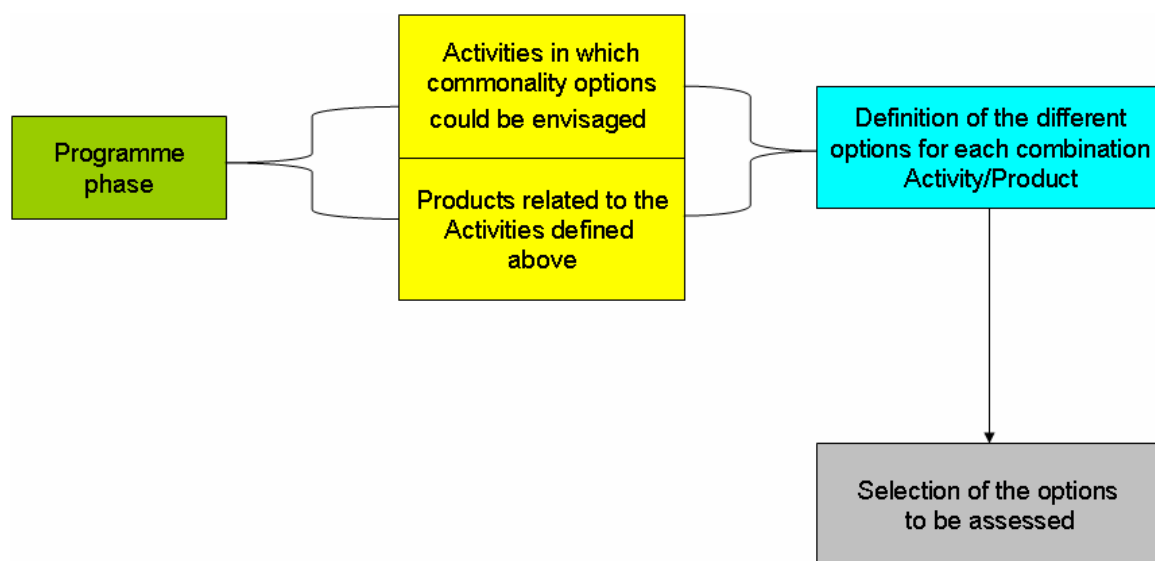 Programme
phase
Activities in which
commonality options
could be envisaged
Products related to the
Activities defined
above
Definition of the different
options for each combination
Activity/Product
Selection of the options
to be assessed